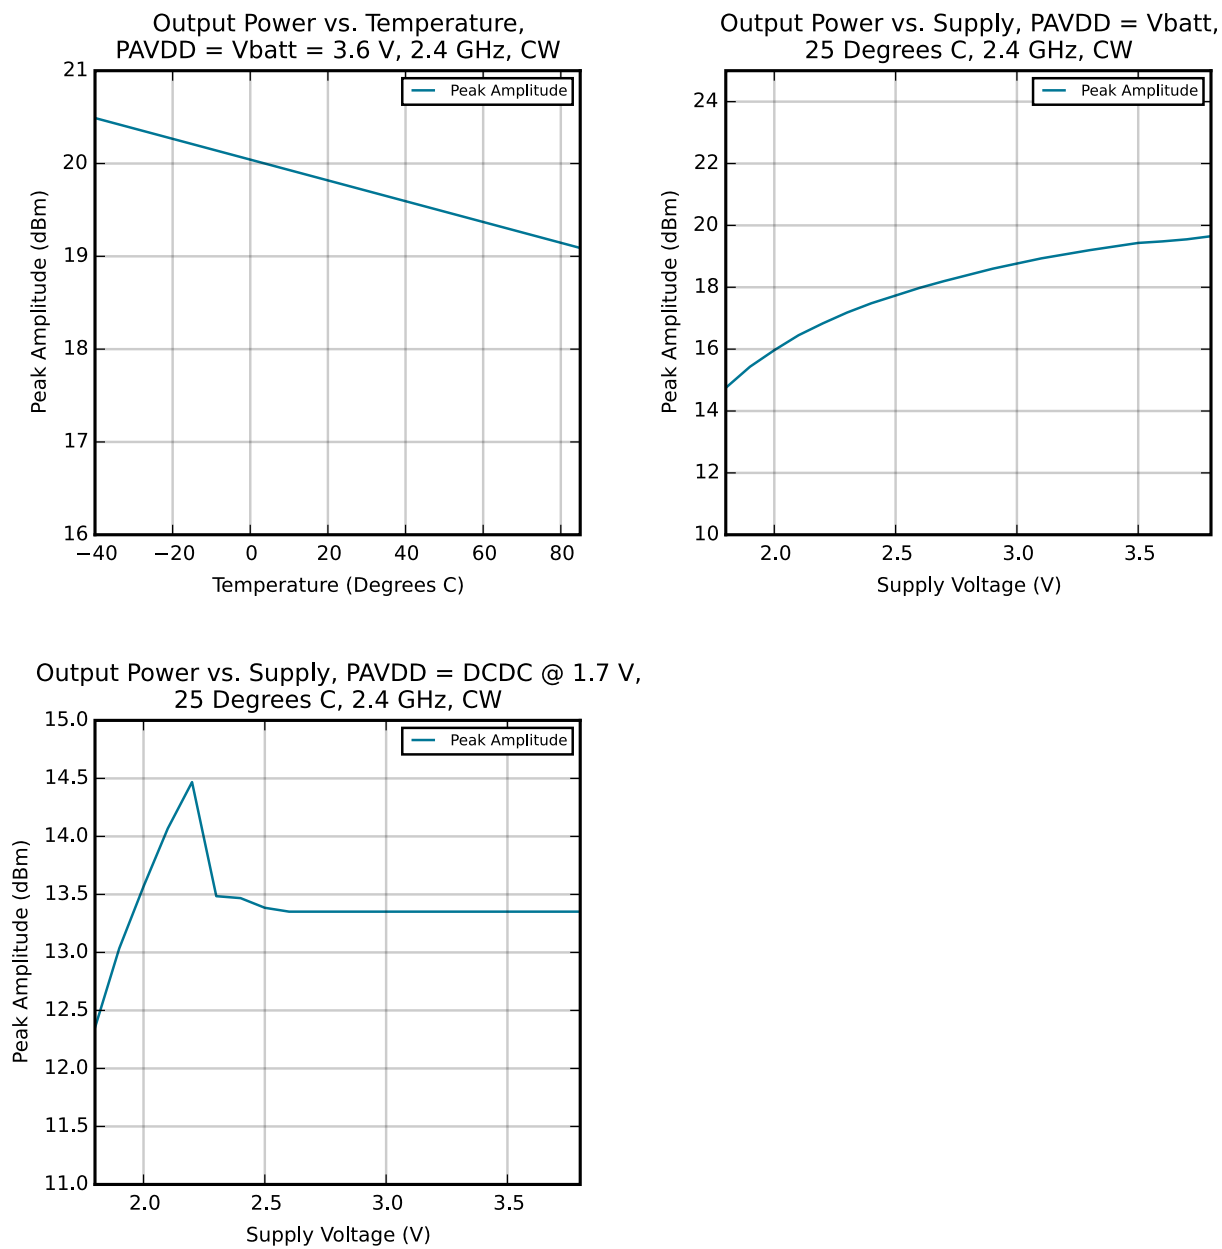 Output Power vs. Temperature,
PAVDD = Vbatt = 3.6 V, 2.4 GHz, CW
Peak Amplitude
21
20
19
18
17
16
Peak Amplitude (dBm)
−40
−20
0
20
40
60
80
Temperature (Degrees C)
Output Power vs. Supply, PAVDD = Vbatt,
25 Degrees C, 2.4 GHz, CW
Peak Amplitude
24
22
20
18
16
14
12
10
Peak Amplitude (dBm)
2.0
2.5
3.0
3.5
Supply Voltage (V)
Output Power vs. Supply, PAVDD = DCDC @ 1.7 V,
25 Degrees C, 2.4 GHz, CW
Peak Amplitude
15.0
14.5
14.0
13.5
13.0
12.5
12.0
11.5
11.0
Peak Amplitude (dBm)
2.0
2.5
3.0
3.5
Supply Voltage (V)